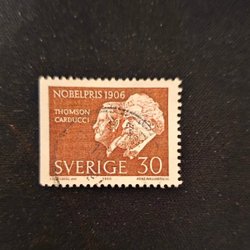 NOBELPRIS 1906
THOMSON
CARDUCCI
SVERIGE 30